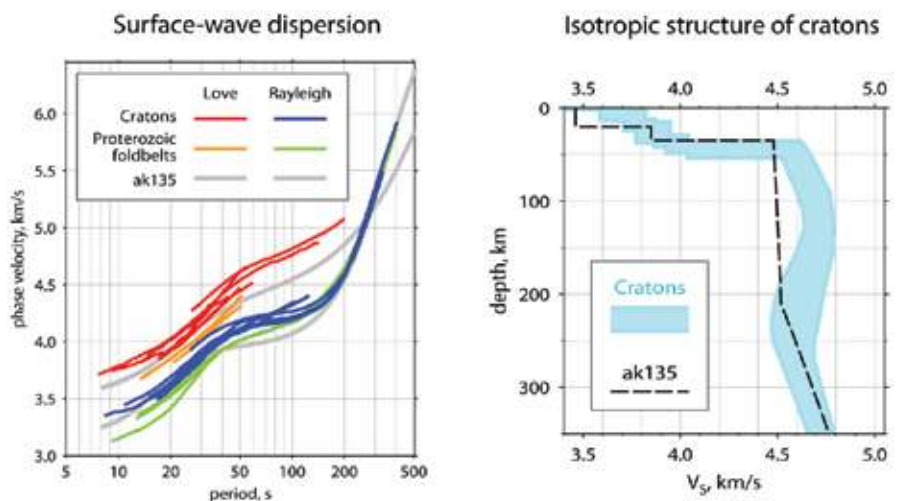 Surface-wave dispersion
Love Rayleigh
Cratons
Proterozoic
foldbelts
ak135
6.0
5.5
5.0
4.5
4.0
3.5
3.0
phase velocity, km/s
5 10 20 50 100 200 500
period, s
Isotropic structure of cratons
3.5 4.0 4.5 5.0
0
100
200
300
depth, km
Cratons
ak135
3.5 4.0 4.5 5.0
Vs, km/s